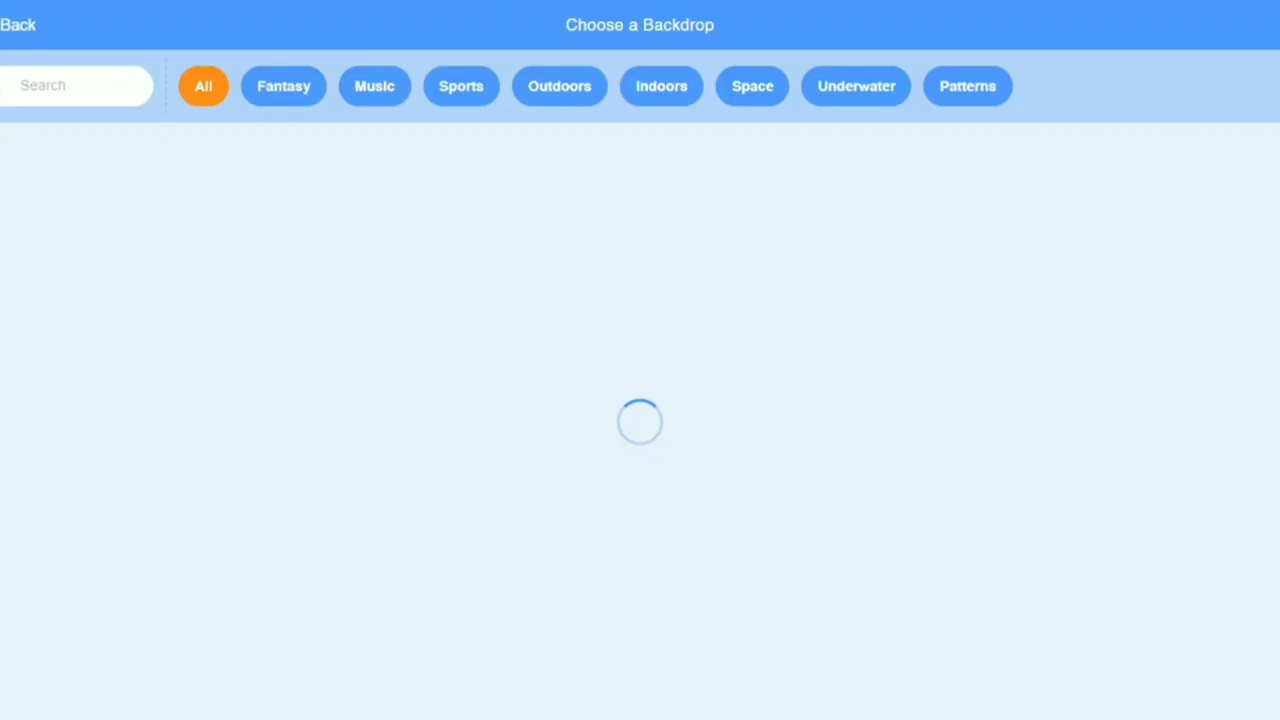 Back
Choose a Backdrop
Search
All
Fantasy
Music
Sports
Outdoors
Indoors
Space
Underwater
Patterns